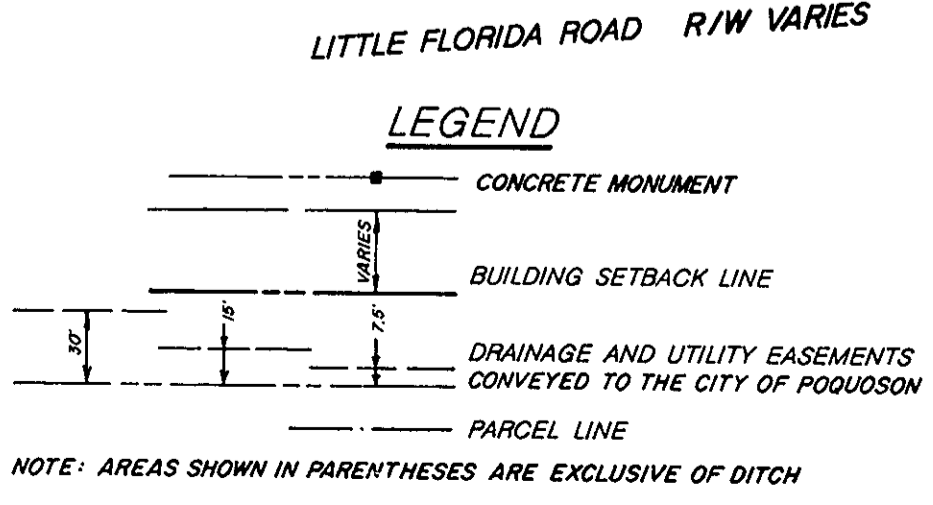 LITTLE FLORIDA ROAD R/W VARIES
LEGEND
CONCRETE MONUMENT
VARIES
BUILDING SETBACK LINE
30'
15'
7.5'
DRAINAGE AND UTILITY EASEMENTS
CONVEYED TO THE CITY OF POQUOSON
PARCEL LINE
NOTE: AREAS SHOWN IN PARENTHESES ARE EXCLUSIVE OF DITCH